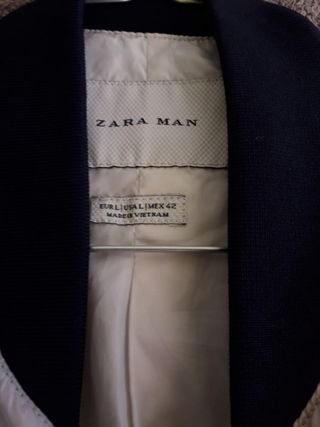 ZARA MAN
EUR L | USA L | MEX 42
MADE IN VIETNAM